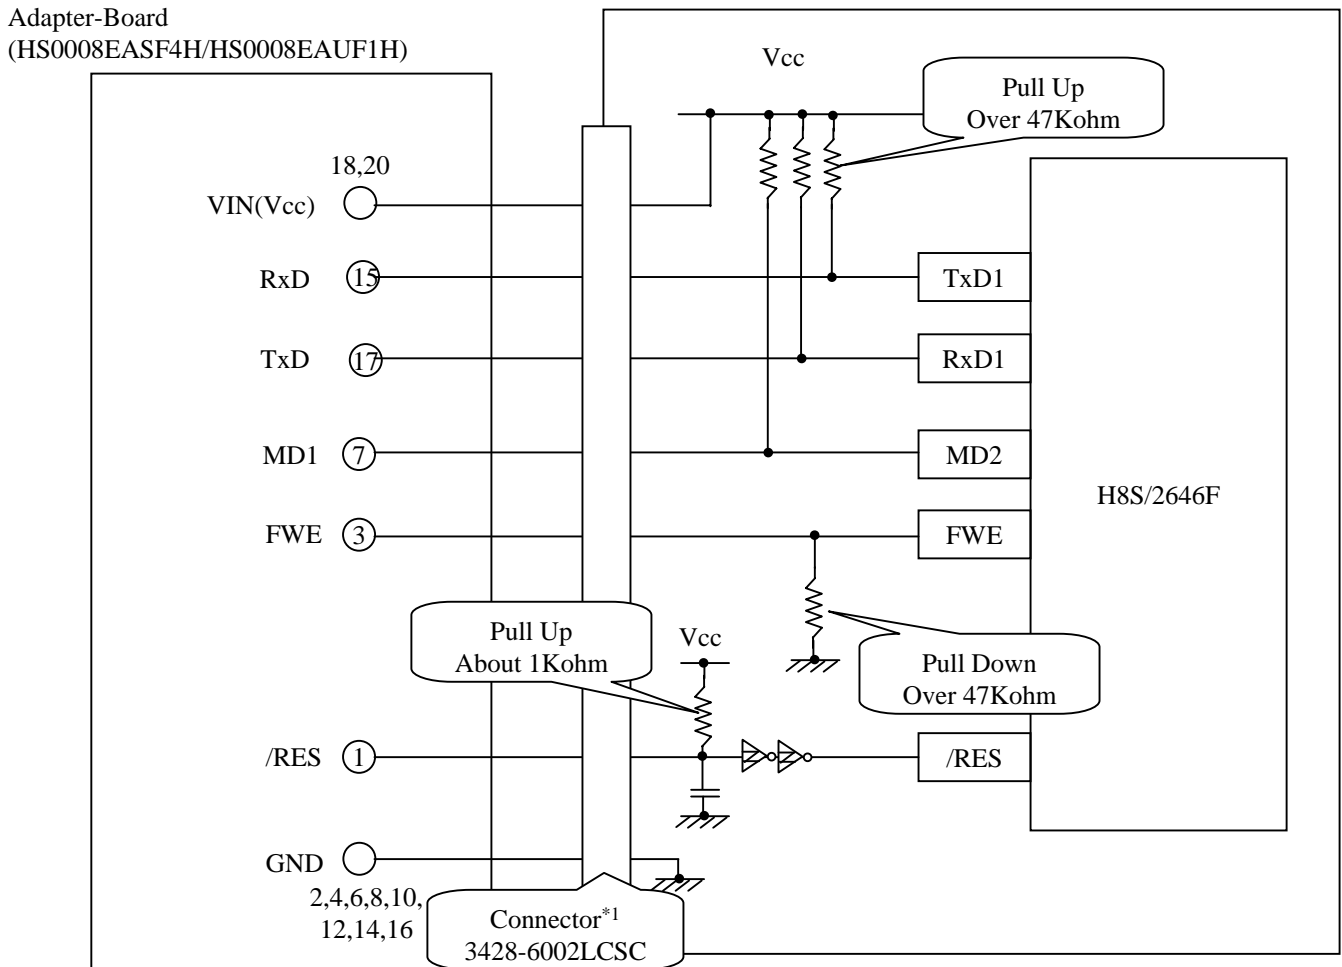 Adapter-Board
(HS0008EASF4H/HS0008EAUF1H)
Vcc
Pull Up
Over 47Kohm
18,20
VIN(Vcc)
RxD
15
TxD1
TxD
17
RxD1
MD1
7
MD2
H8S/2646F
FWE
3
FWE
Pull Up
About 1Kohm
Vcc
Pull Down
Over 47Kohm
/RES
1
/RES
GND
2,4,6,8,10,
12,14,16
Connector*1
3428-6002LCSC